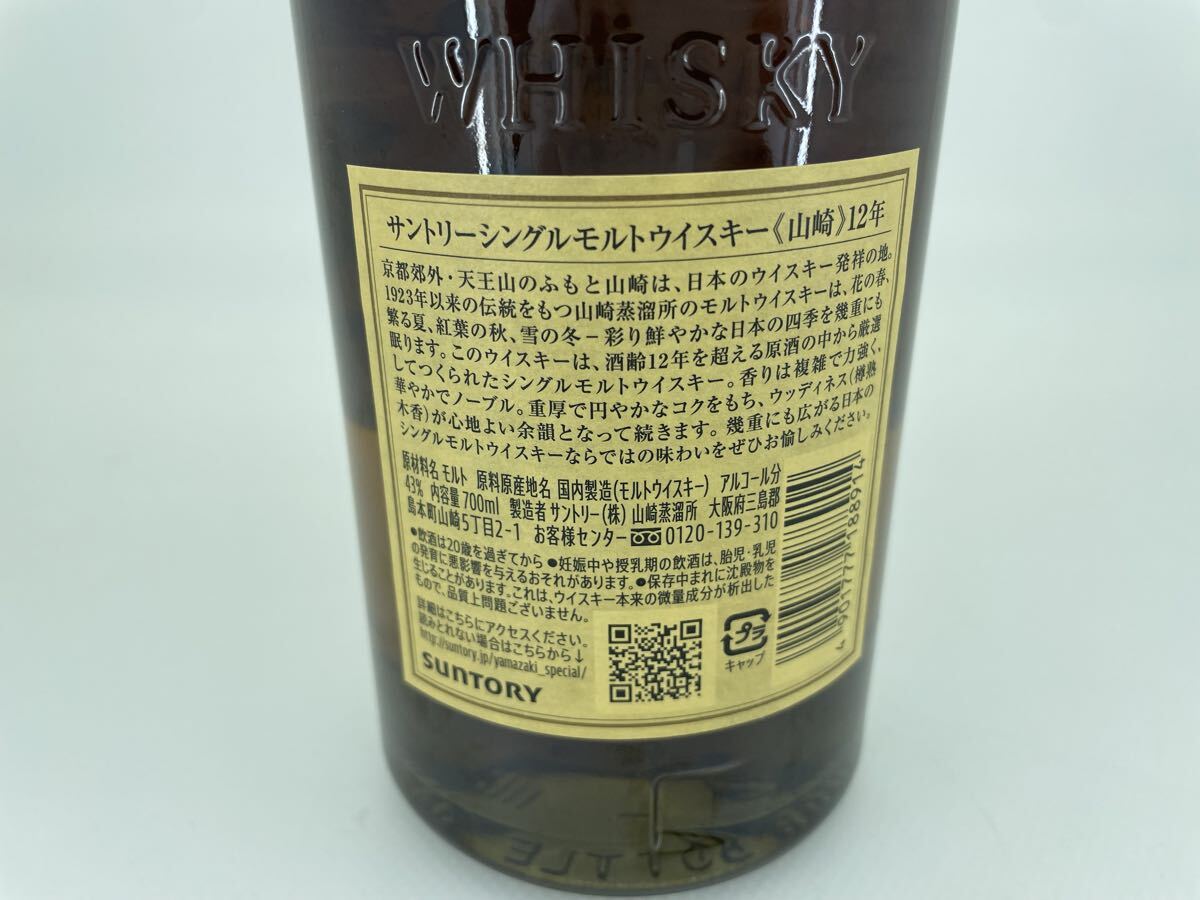 WHISKY
サントリーシングルモルトウイスキー《山崎》12年
京都郊外・天王山のふもと山崎は、日本のウイスキー発祥の地。
1923年以来の伝統をもつ山崎蒸溜所のモルトウイスキーは、花の春、
繁る夏、紅葉の秋、雪の冬－彩り鮮やかな日本の四季を幾重にも
眠ります。このウイスキーは、酒齢12年を超える原酒の中から厳選
してつくられたシングルモルトウイスキー。香りは複雑で力強く、
華やかでノーブル。重厚で円やかなコクをもち、ウッディネス（樽熟
木香）が心地よい余韻となって続きます。幾重にも広がる日本の
シングルモルトウイスキーならではの味わいをぜひお愉しみください。
原材料名 モルト 原料原産地名 国内製造（モルトウイスキー） アルコール分
43% 内容量700ml 製造者 サントリー（株） 山崎蒸溜所 大阪府三島郡
島本町山崎5丁目2-1 お客様センター 0120-139-310
●飲酒は20歳を過ぎてから ●妊娠中や授乳期の飲酒は、胎児・乳児
の発育に悪影響を与えるおそれがあります。●保存中まれに沈殿物を
生じることがあります。これは、ウイスキー本来の微量成分が析出した
もので、品質上問題ございません。
詳細はこちらにアクセスください。
読みとれない場合はこちらから↓
http://suntory.jp/yamazaki_special/
SUNTORY
プラ
キャップ
4 901777 188914